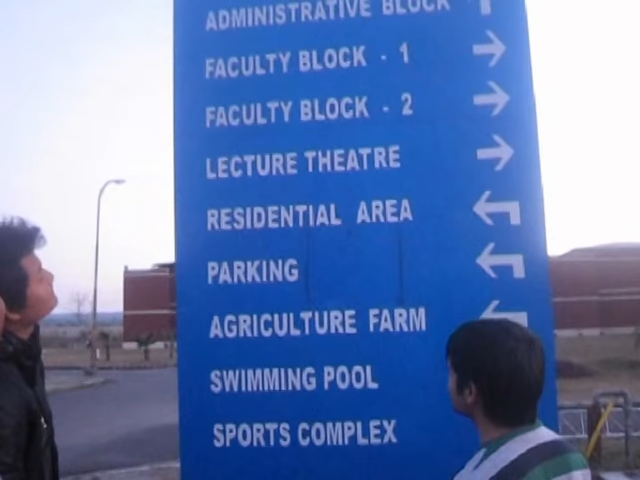 ADMINISTRATIVE BLOCK
FACULTY BLOCK - 1
FACULTY BLOCK - 2
LECTURE THEATRE
RESIDENTIAL AREA
PARKING
AGRICULTURE FARM
SWIMMING POOL
SPORTS COMPLEX